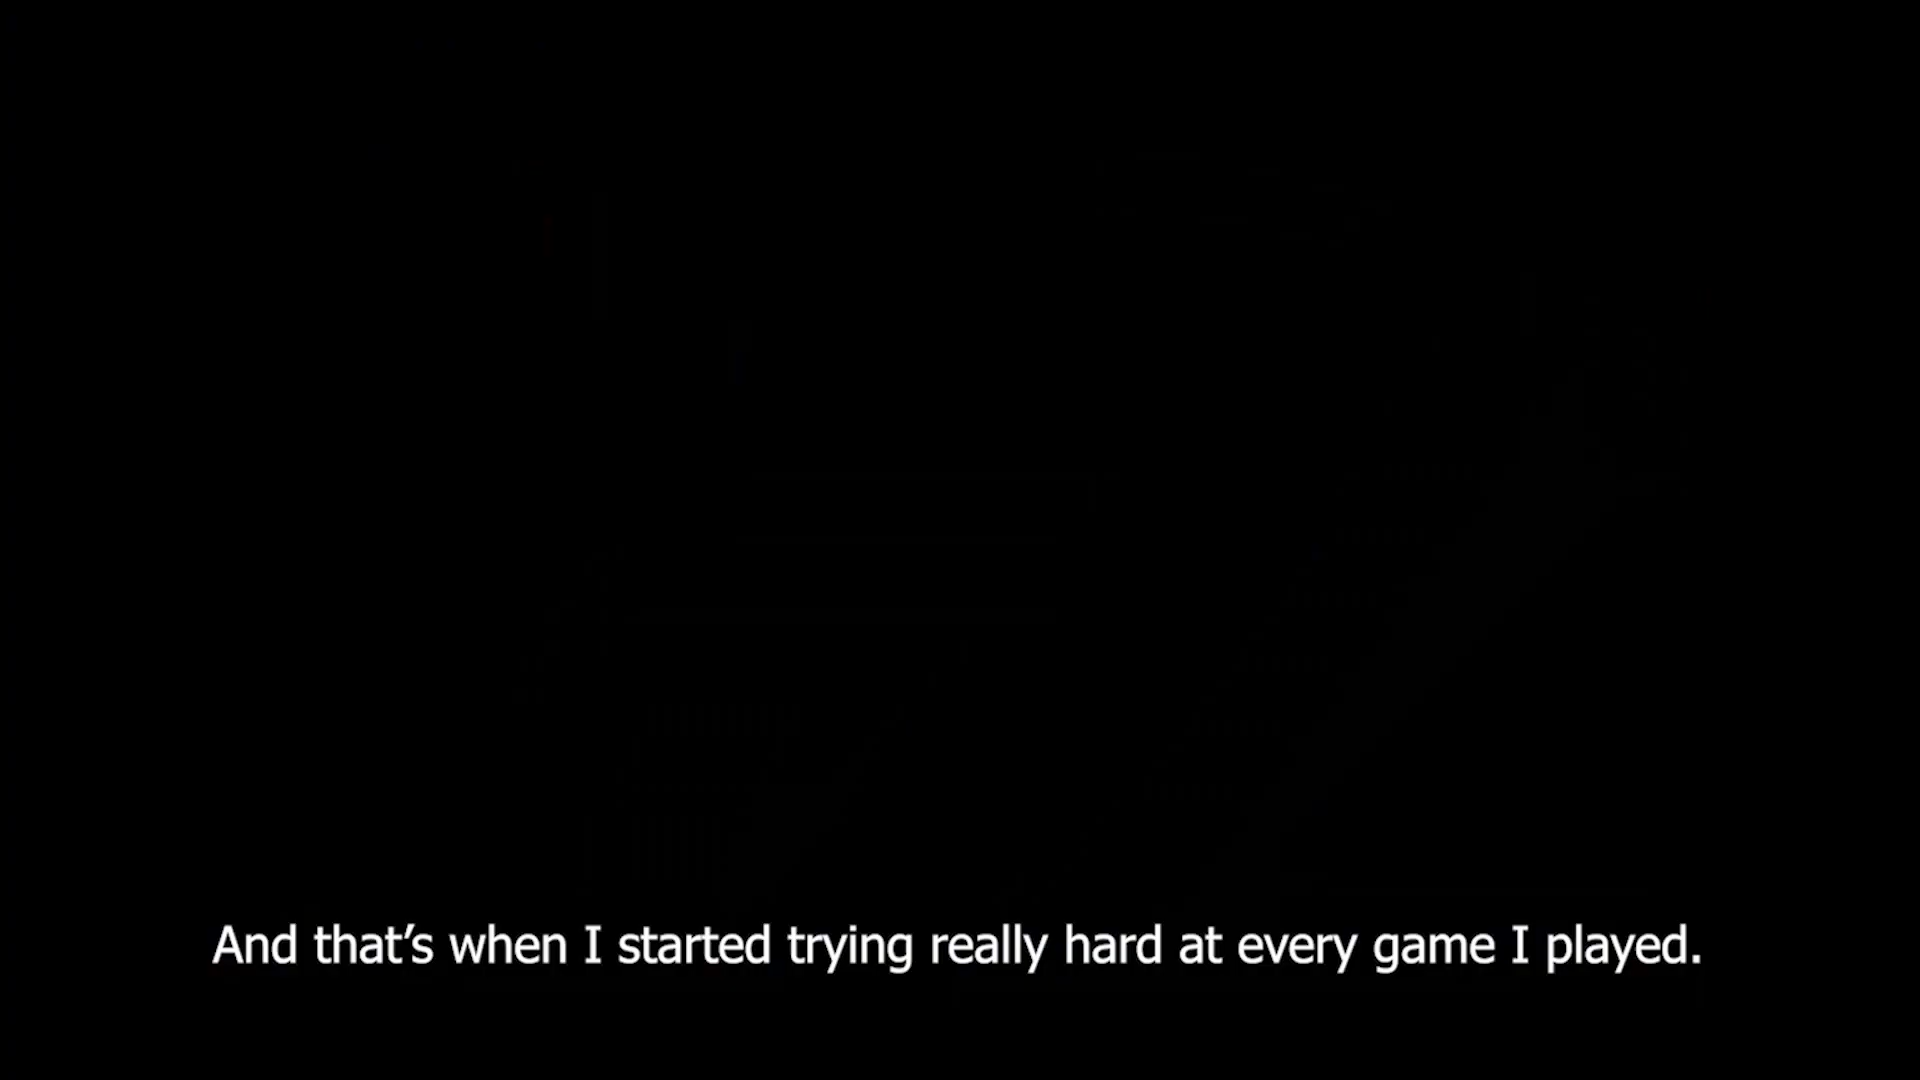 And that’s when I started trying really hard at every game I played.